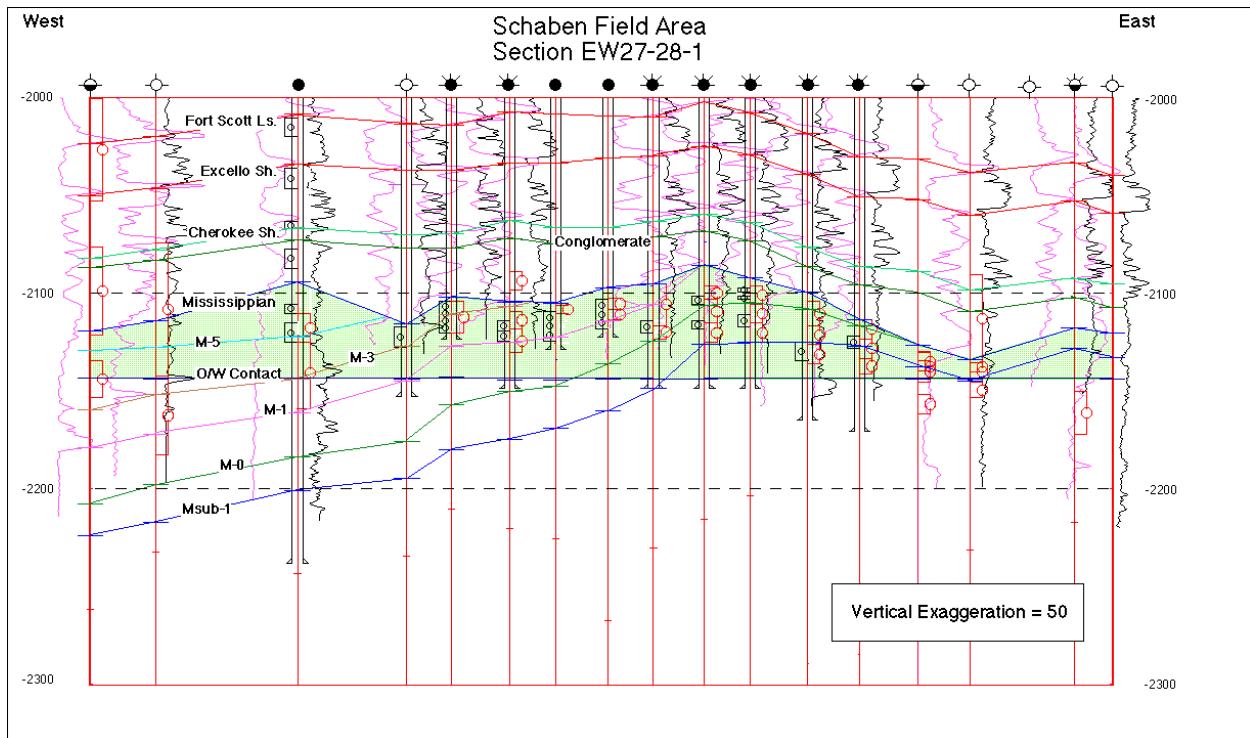 West
Schaben Field Area
East
Section EW27-28-1
-2000
-2000
Fort Scott Ls.
Excello Sh.
Cherokee Sh.
Conglomerate
-2100
-2100
Mississippian
M-5
M-3
O/W Contact
M-1
M-0
-2200
-2200
Msub-1
Vertical Exaggeration = 50
-2300
-2300